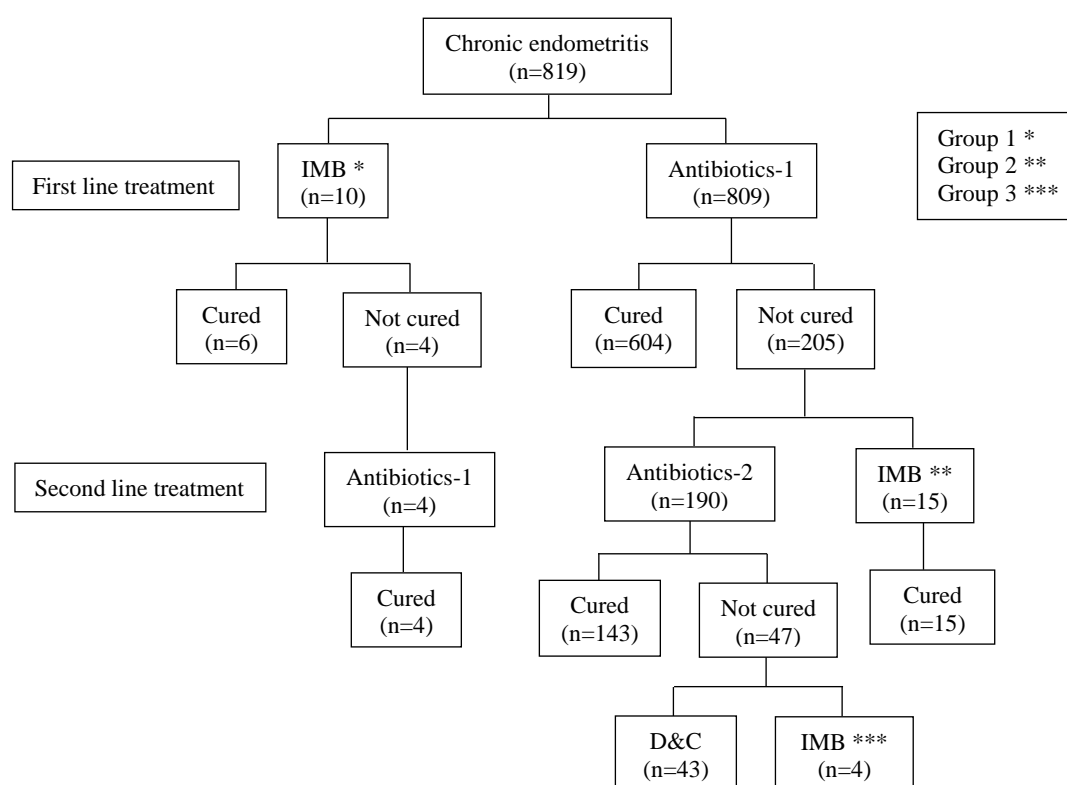 Chronic endometritis
(n=819)
Group 1 *
Group 2 **
Group 3 ***
First line treatment
IMB *
(n=10)
Antibiotics-1
(n=809)
Cured
(n=6)
Not cured
(n=4)
Cured
(n=604)
Not cured
(n=205)
Second line treatment
Antibiotics-1
(n=4)
Antibiotics-2
(n=190)
IMB **
(n=15)
Cured
(n=4)
Cured
(n=143)
Not cured
(n=47)
Cured
(n=15)
D&C
(n=43)
IMB ***
(n=4)